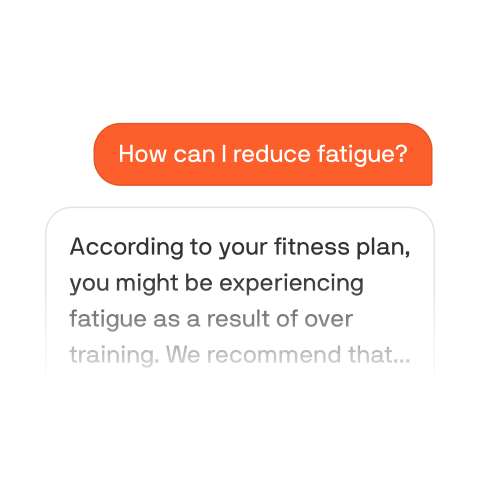 How can I reduce fatigue?
According to your fitness plan,
you might be experiencing
fatigue as a result of over
training. We recommend that...